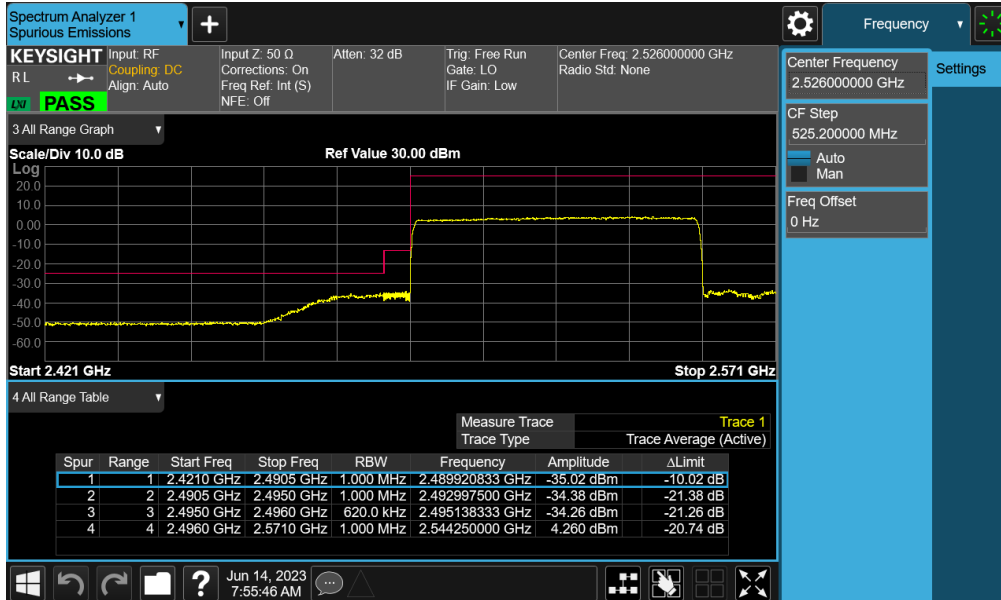 Spectrum Analyzer 1
Spurious Emissions
Frequency
KEYSIGHT
RL
LXI
PASS
Input: RF
Coupling: DC
Align: Auto
Input Z: 50 Ω
Corrections: On
Freq Ref: Int (S)
NFE: Off
Atten: 32 dB
Trig: Free Run
Gate: LO
IF Gain: Low
Center Freq: 2.526000000 GHz
Radio Std: None
Center Frequency
2.526000000 GHz
Settings
CF Step
525.200000 MHz
Auto
Man
Freq Offset
0 Hz
3 All Range Graph
Scale/Div 10.0 dB
Ref Value 30.00 dBm
Log
20.0
10.0
0.00
-10.0
-20.0
-30.0
-40.0
-50.0
-60.0
Start 2.421 GHz
Stop 2.571 GHz
4 All Range Table
Measure Trace Trace 1
Trace Type Trace Average (Active)
Spur Range Start Freq Stop Freq RBW Frequency Amplitude ΔLimit
1 1 2.4210 GHz 2.4905 GHz 1.000 MHz 2.489920833 GHz -35.02 dBm -10.02 dB
2 2 2.4905 GHz 2.4950 GHz 1.000 MHz 2.492997500 GHz -34.38 dBm -21.38 dB
3 3 2.4950 GHz 2.4960 GHz 620.0 kHz 2.495138333 GHz -34.26 dBm -21.26 dB
4 4 2.4960 GHz 2.5710 GHz 1.000 MHz 2.544250000 GHz 4.260 dBm -20.74 dB
?
Jun 14, 2023
7:55:46 AM